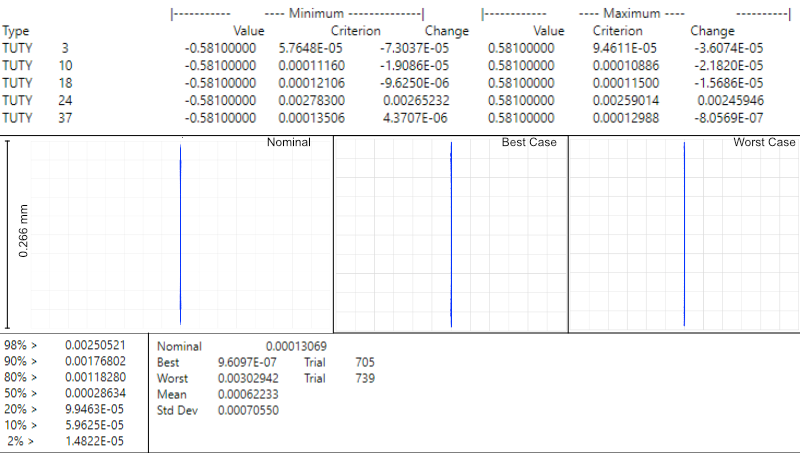 |----------- ---- Minimum --------------| |----------- ---- Maximum ---- ----------|
Type Value Criterion Change Value Criterion Change
TUTY 3 -0.58100000 5.7648E-05 -7.3037E-05 0.58100000 9.4611E-05 -3.6074E-05
TUTY 10 -0.58100000 0.00011160 -1.9086E-05 0.58100000 0.00010886 -2.1820E-05
TUTY 18 -0.58100000 0.00012106 -9.6250E-06 0.58100000 0.00011500 -1.5686E-05
TUTY 24 -0.58100000 0.00278300 0.00265232 0.58100000 0.00259014 0.00245946
TUTY 37 -0.58100000 0.00013506 4.3707E-06 0.58100000 0.00012988 -8.0569E-07
Nominal Best Case Worst Case
0.266 mm
98% > 0.00250521
90% > 0.00176802
80% > 0.00118280
50% > 0.00028634
20% > 9.9463E-05
10% > 5.9625E-05
2% > 1.4822E-05
Nominal 0.00013069
Best 9.6097E-07 Trial 705
Worst 0.00302942 Trial 739
Mean 0.00062233
Std Dev 0.00070550